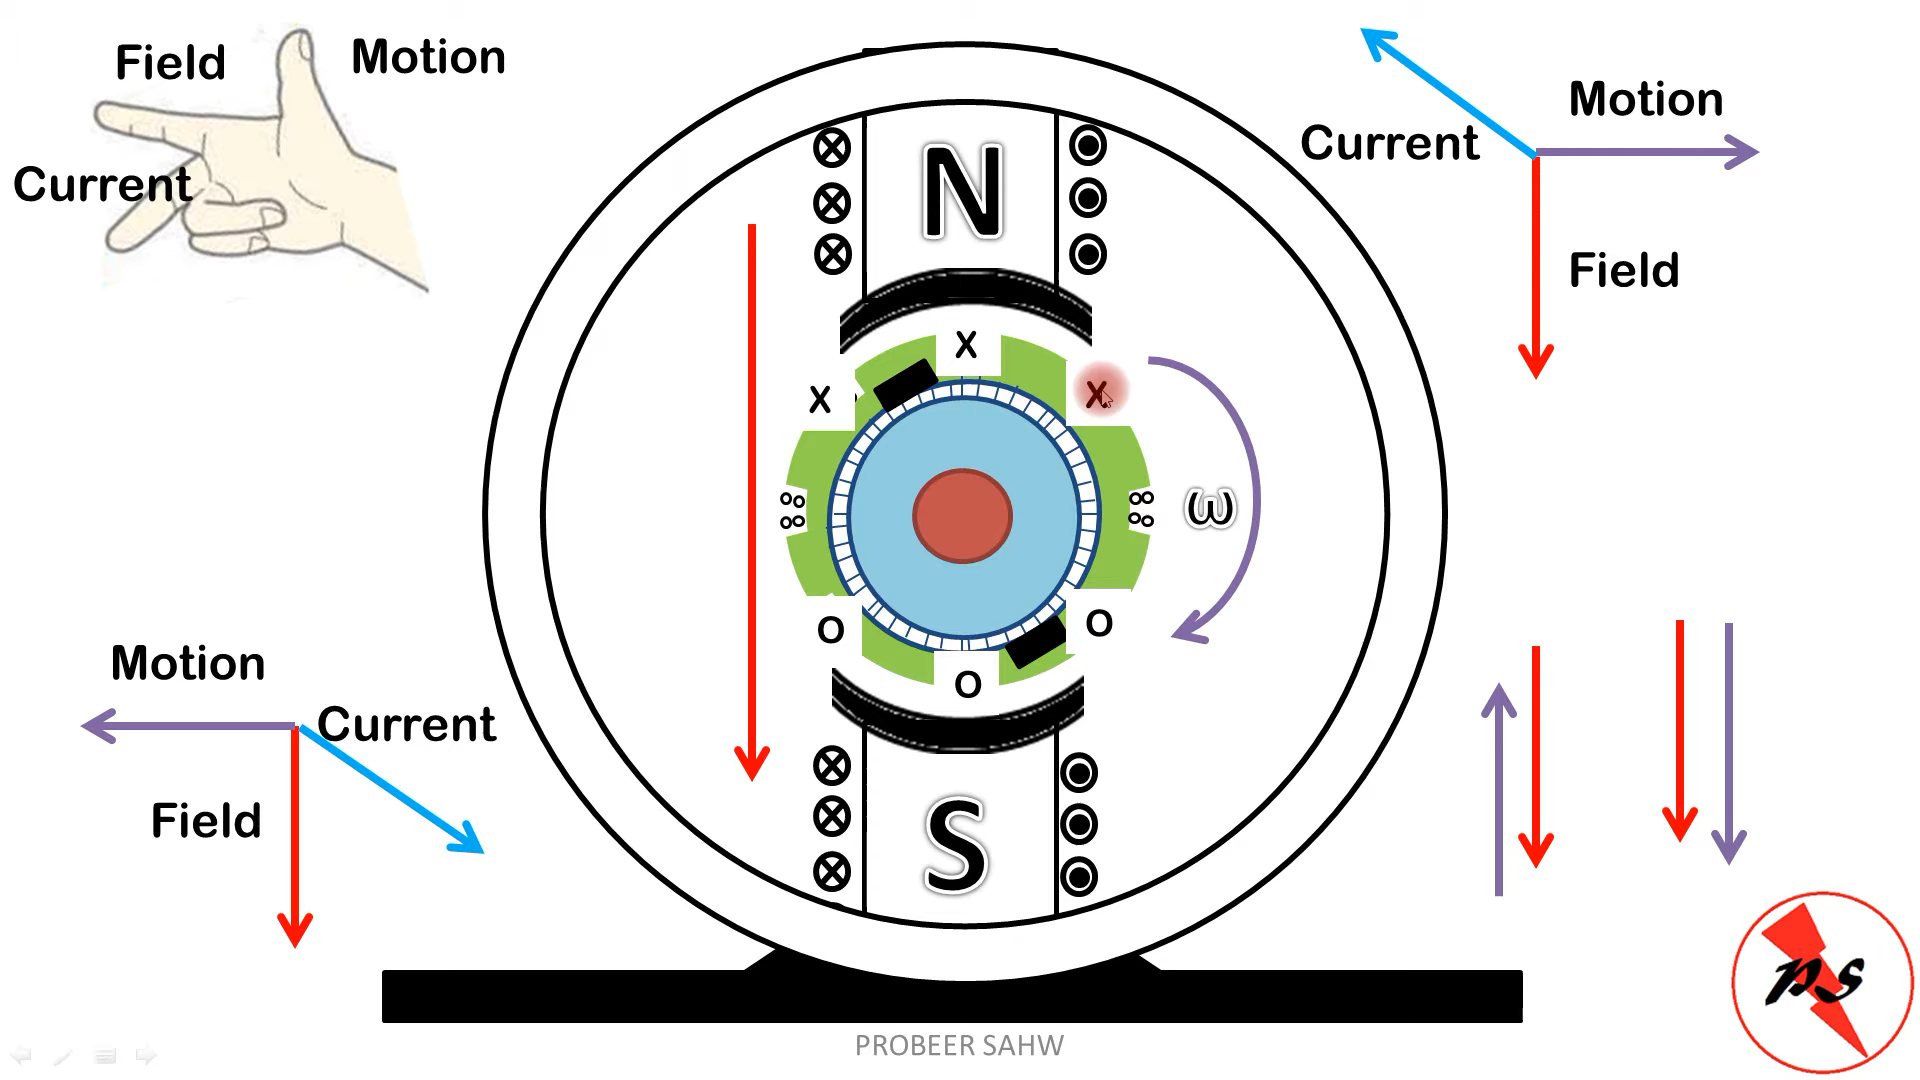 Field
Motion
Current
N
Motion
Current
Field
X
X
X
ω
O
O
O
Motion
Current
Field
S
ps
PROBEER SAHW